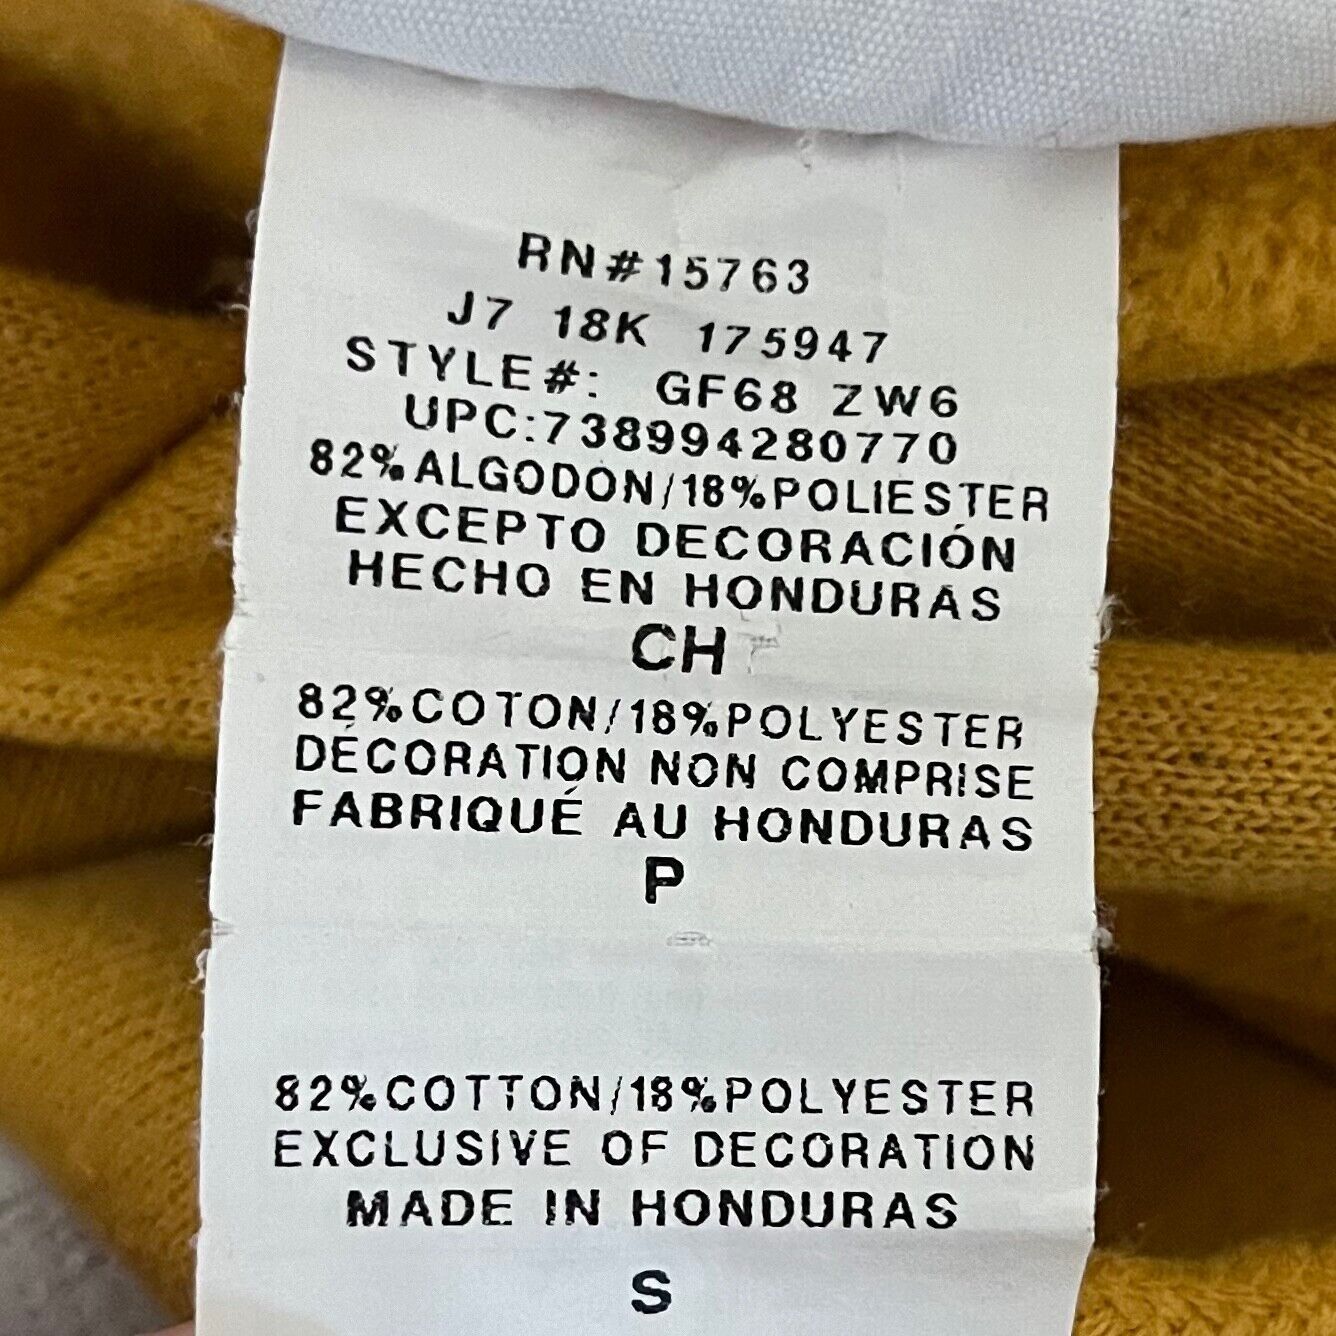 RN#15763
J7 18K 175947
STYLE#: GF68 ZW6
UPC:738994280770
82%ALGODÓN/18%POLIESTER
EXCEPTO DECORACIÓN
HECHO EN HONDURAS
CH
82%COTON/18%POLYESTER
DÉCORATION NON COMPRISE
FABRIQUÉ AU HONDURAS
P
82%COTTON/18%POLYESTER
EXCLUSIVE OF DECORATION
MADE IN HONDURAS
S